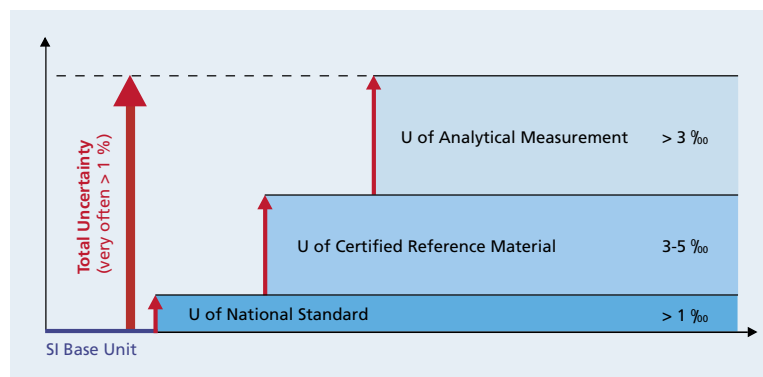 Total Uncertainty
(very often > 1 %)
U of Analytical Measurement > 3 ‰
U of Certified Reference Material 3-5 ‰
U of National Standard > 1 ‰
SI Base Unit